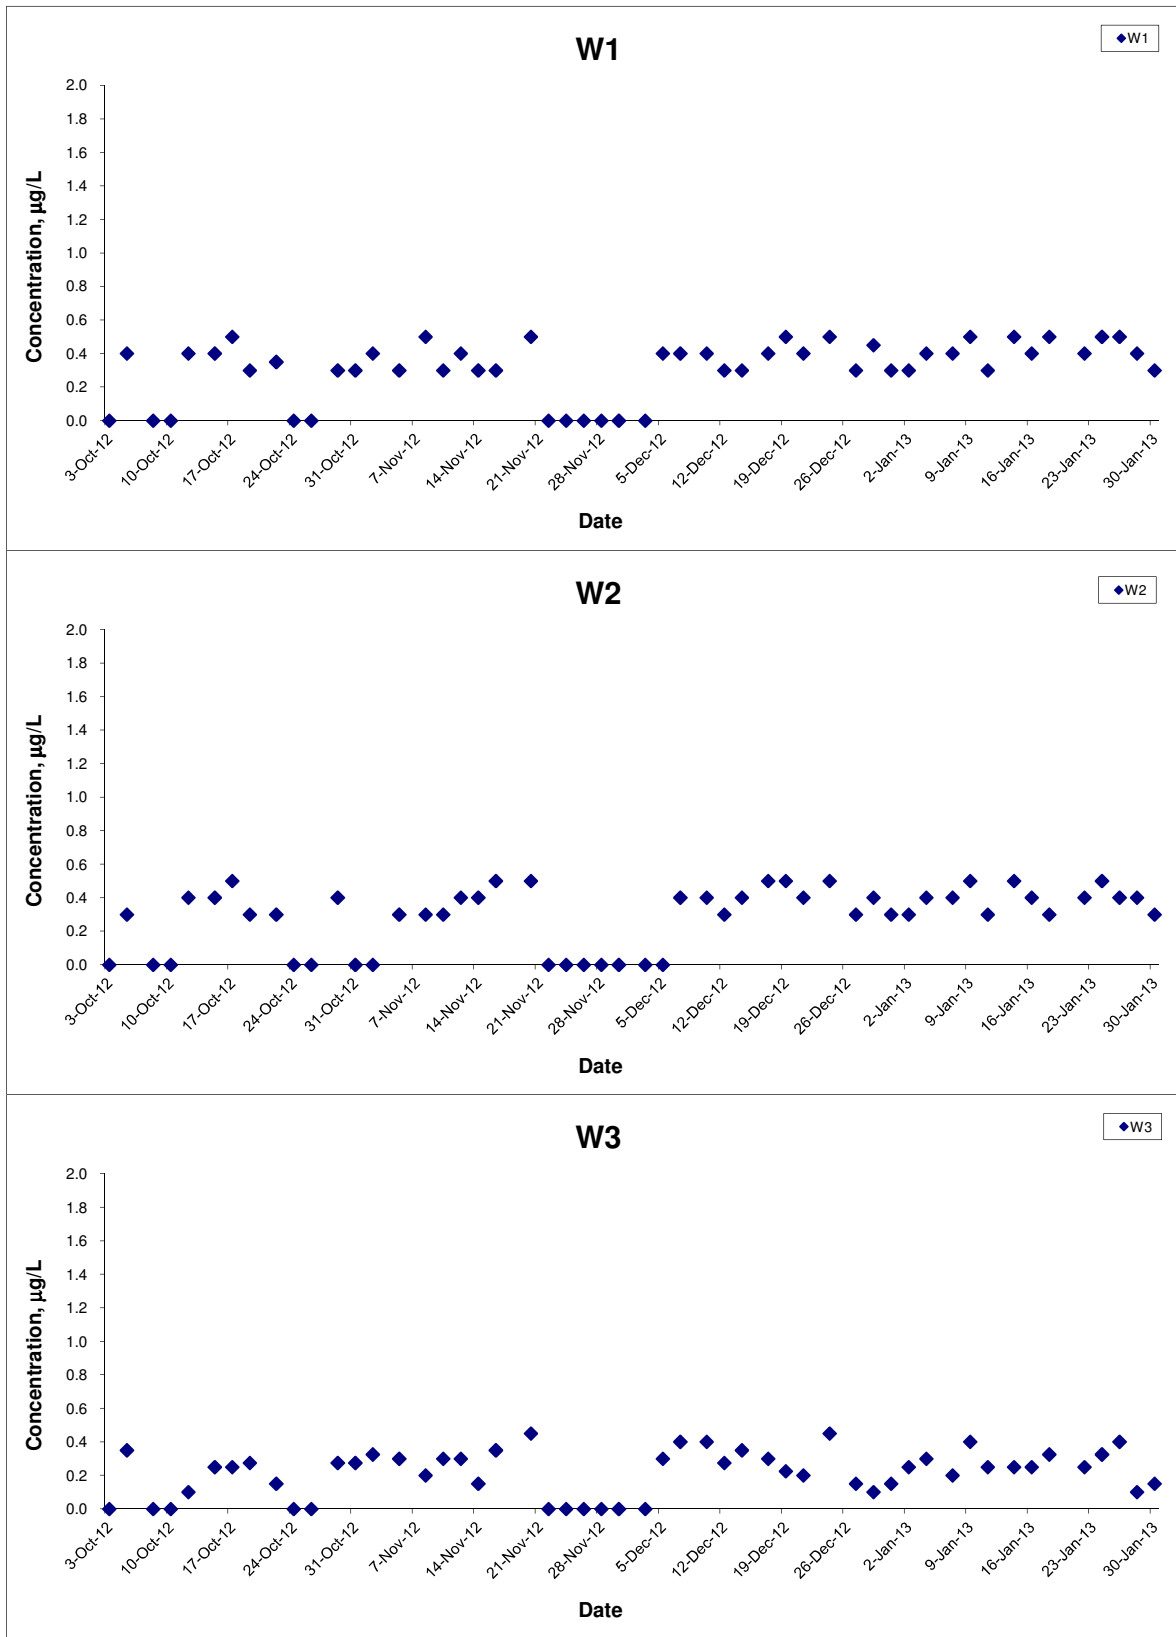 W1
W1
2.0
1.8
1.6
1.4
1.2
1.0
0.8
0.6
0.4
0.2
0.0
Concentration, µg/L
3-Oct-12
10-Oct-12
17-Oct-12
24-Oct-12
31-Oct-12
7-Nov-12
14-Nov-12
21-Nov-12
28-Nov-12
5-Dec-12
12-Dec-12
19-Dec-12
26-Dec-12
2-Jan-13
9-Jan-13
16-Jan-13
23-Jan-13
30-Jan-13
Date
W2
W2
2.0
1.8
1.6
1.4
1.2
1.0
0.8
0.6
0.4
0.2
0.0
Concentration, µg/L
3-Oct-12
10-Oct-12
17-Oct-12
24-Oct-12
31-Oct-12
7-Nov-12
14-Nov-12
21-Nov-12
28-Nov-12
5-Dec-12
12-Dec-12
19-Dec-12
26-Dec-12
2-Jan-13
9-Jan-13
16-Jan-13
23-Jan-13
30-Jan-13
Date
W3
W3
2.0
1.8
1.6
1.4
1.2
1.0
0.8
0.6
0.4
0.2
0.0
Concentration, µg/L
3-Oct-12
10-Oct-12
17-Oct-12
24-Oct-12
31-Oct-12
7-Nov-12
14-Nov-12
21-Nov-12
28-Nov-12
5-Dec-12
12-Dec-12
19-Dec-12
26-Dec-12
2-Jan-13
9-Jan-13
16-Jan-13
23-Jan-13
30-Jan-13
Date